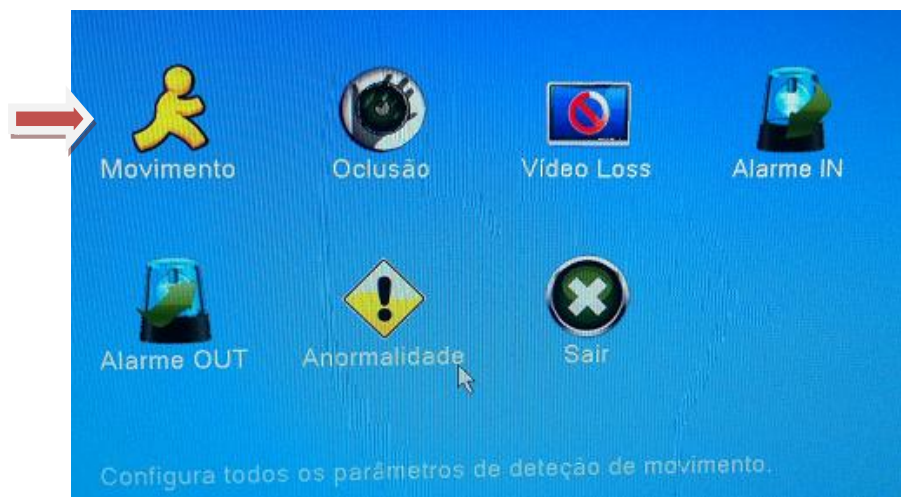 Movimento
Oclusão
Vídeo Loss
Alarme IN
Alarme OUT
Anormalidade
Sair
Configura todos os parâmetros de deteção de movimento.